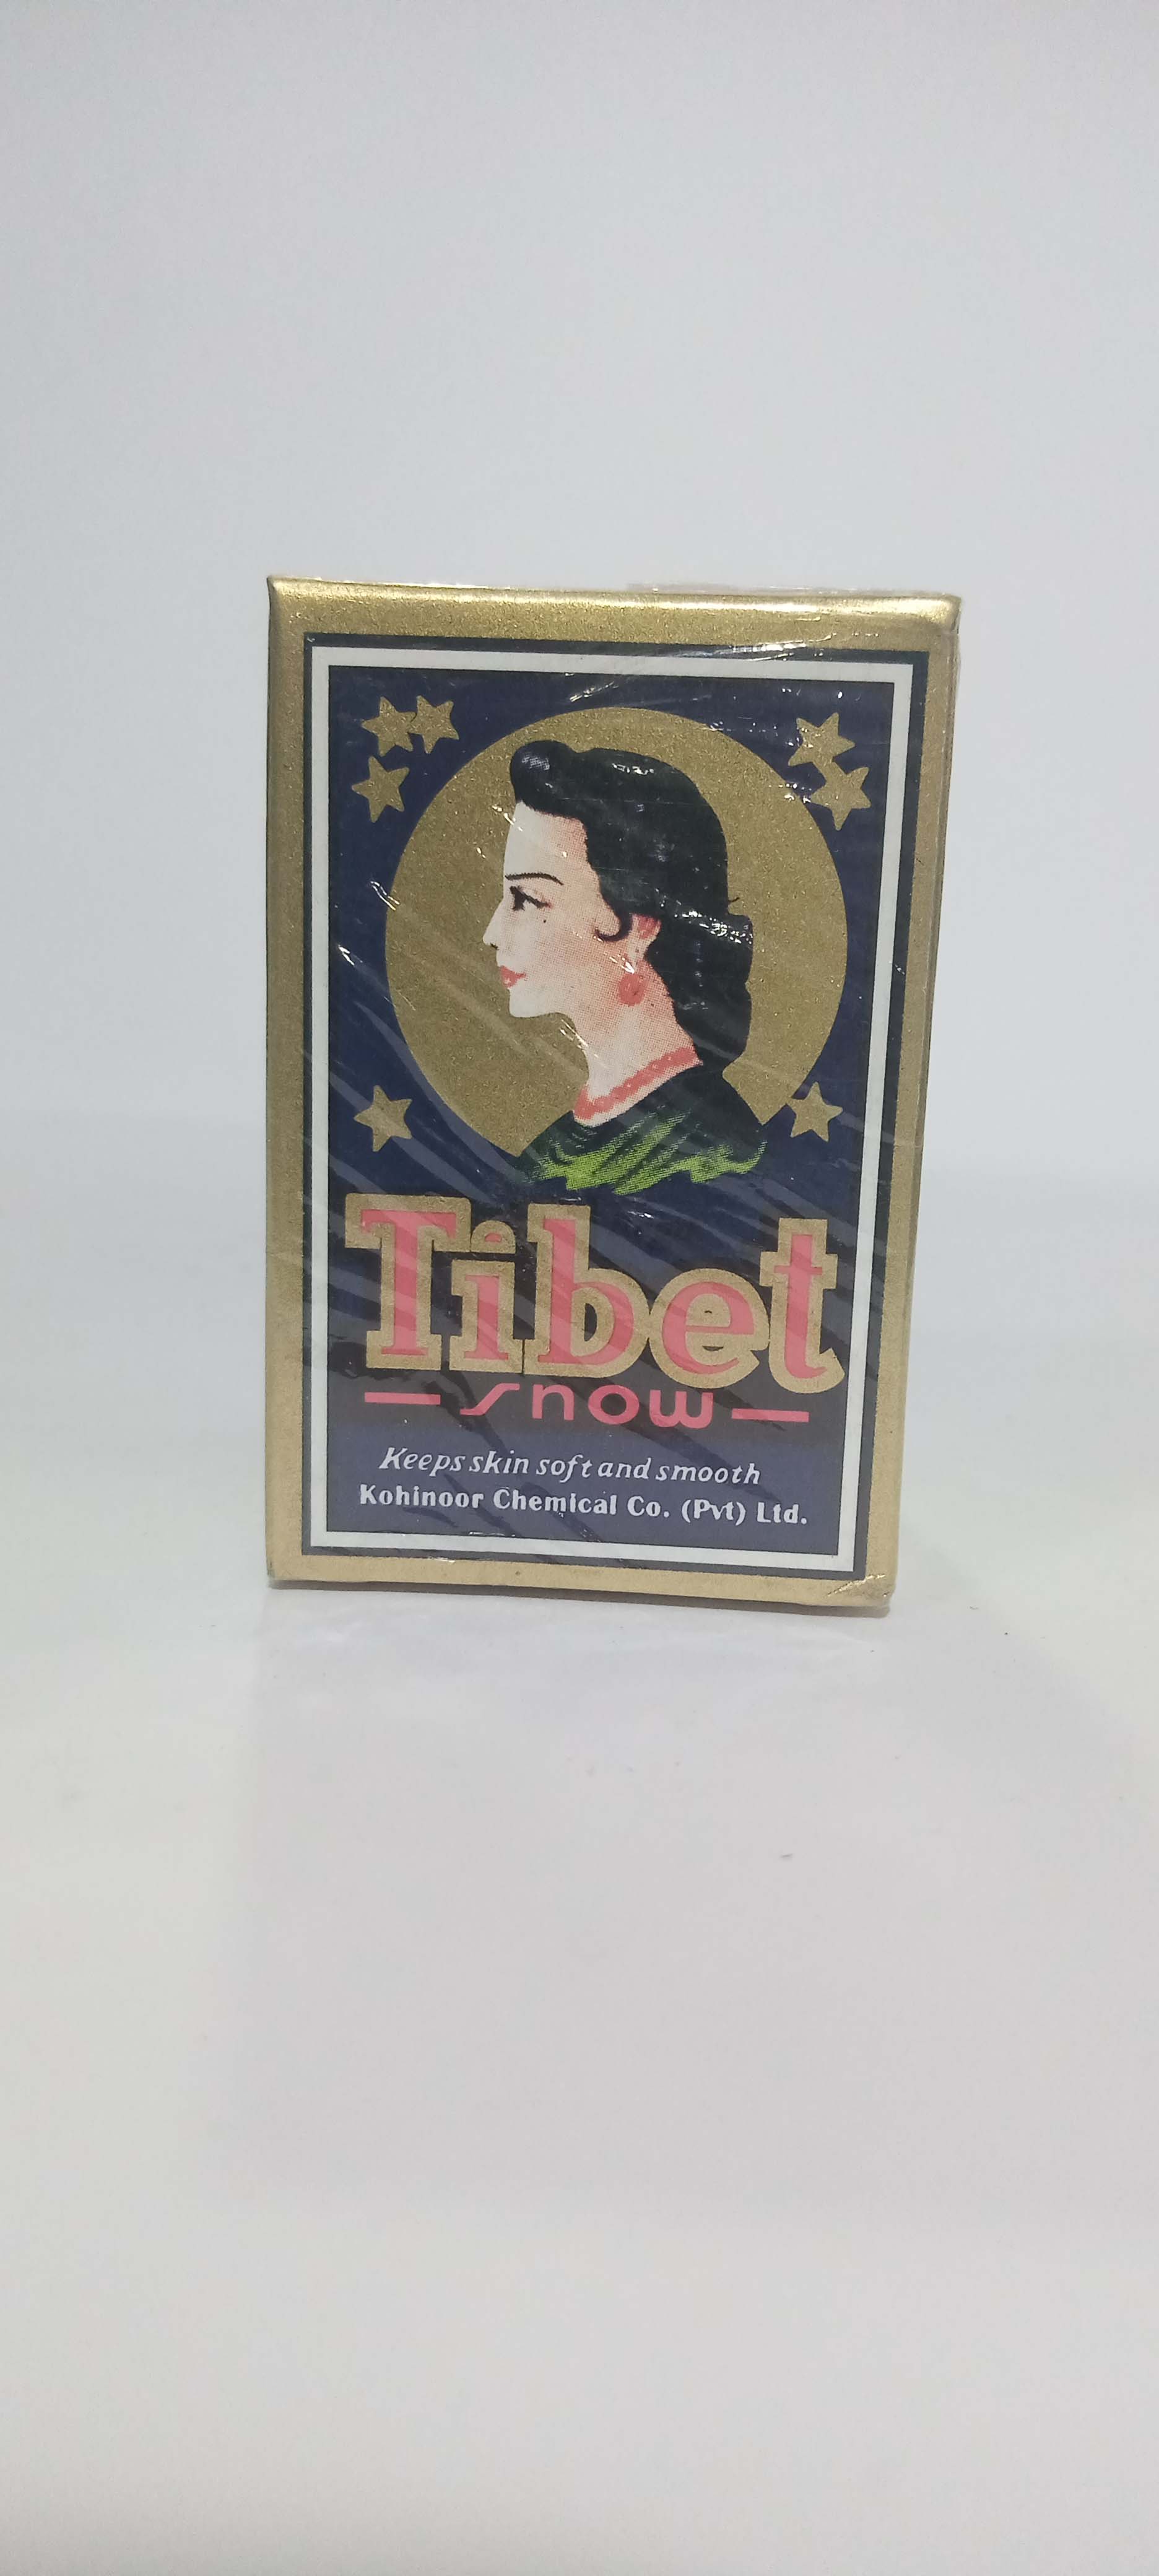 Tibet
snow
Keeps skin soft and smooth
Kohinoor Chemical Co. (Pvt) Ltd.